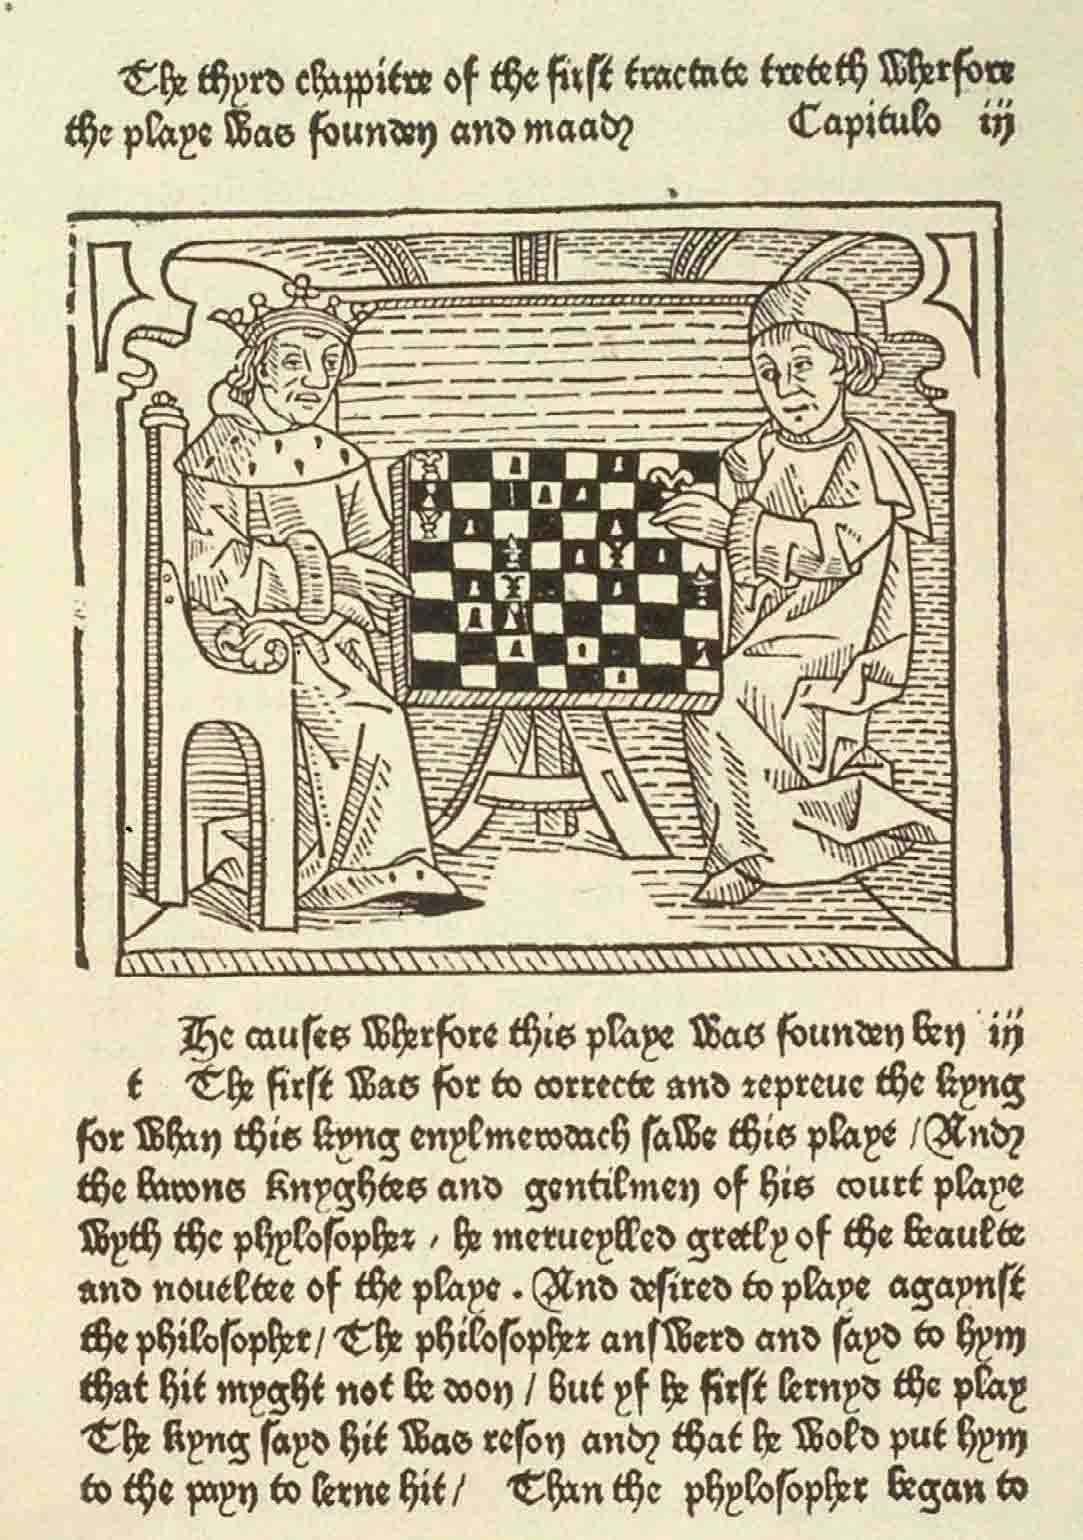 The thyrd chappitre of the first tractate treteth wherfore
the playe was founden and maad Capitulo iij
He causes wherfore this playe was founden ben iij
t The first was for to correcte and repreue the kyng
for whan this kyng enylmerodach sawe this playe / And
the barons knyghtes and gentilmen of his court playe
wyth the phylosopher , he merueylled gretly of the beaulte
and noueltee of the playe . And desired to playe agaynst
the philosopher / The philosopher answerd and sayd to hym
that hit myght not be doon / but yf he first lernyd the play
The kyng sayd hit was reson and that he wold put hym
to the payn to lerne hit / Than the phylosopher began to